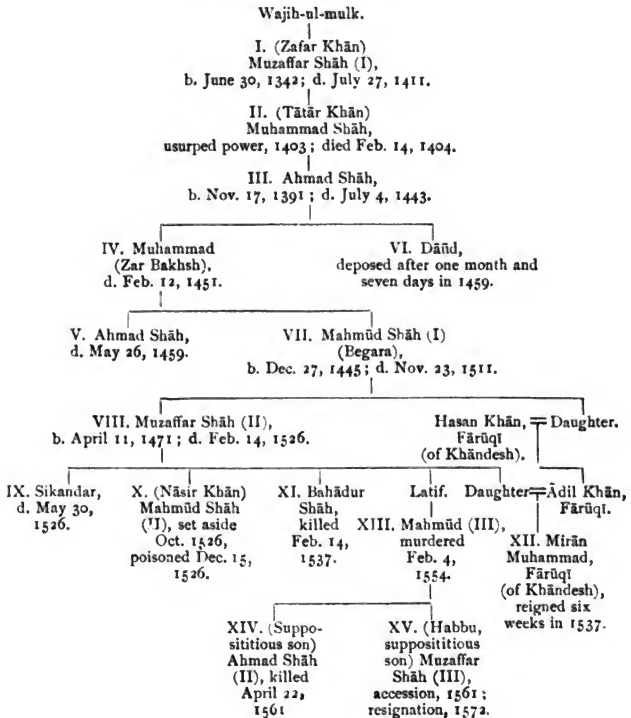 Wajih-ul-mulk.
I. (Zafar Khān)
Muzaffar Shāh (I),
b. June 30, 1342; d. July 27, 1411.
II. (Tātār Khān)
Muhammad Shāh,
usurped power, 1403; died Feb. 14, 1404.
III. Ahmad Shāh,
b. Nov. 17, 1391; d. July 4, 1443.
IV. Muhammad
(Zar Bakhsh),
d. Feb. 12, 1451.
VI. Dāūd,
deposed after one month and
seven days in 1459.
V. Ahmad Shāh,
d. May 26, 1459.
VII. Mahmūd Shāh (I)
(Begara),
b. Dec. 27, 1445; d. Nov. 23, 1511.
VIII. Muzaffar Shāh (II),
b. April 11, 1471; d. Feb. 14, 1526.
Hasan Khān, = Daughter.
Fārūqī
(of Khāndesh).
IX. Sikandar,
d. May 30,
1526.
X. (Nāsir Khān)
Mahmūd Shāh
(II), set aside
Oct. 1526,
poisoned Dec. 15,
1526.
XI. Bahādur
Shāh,
killed
Feb. 14,
1537.
Latif.
XIII. Mahmūd (III),
murdered
Feb. 4,
1554.
Daughter = Ādil Khān,
Fārūqī.
XII. Mirān
Muhammad,
Fārūqī
(of Khāndesh),
reigned six
weeks in 1537.
XIV. (Suppo-
sititious son)
Ahmad Shāh
(II), killed
April 22,
1561
XV. (Habbu,
supposititious
son) Muzaffar
Shāh (III),
accession, 1561;
resignation, 1572.